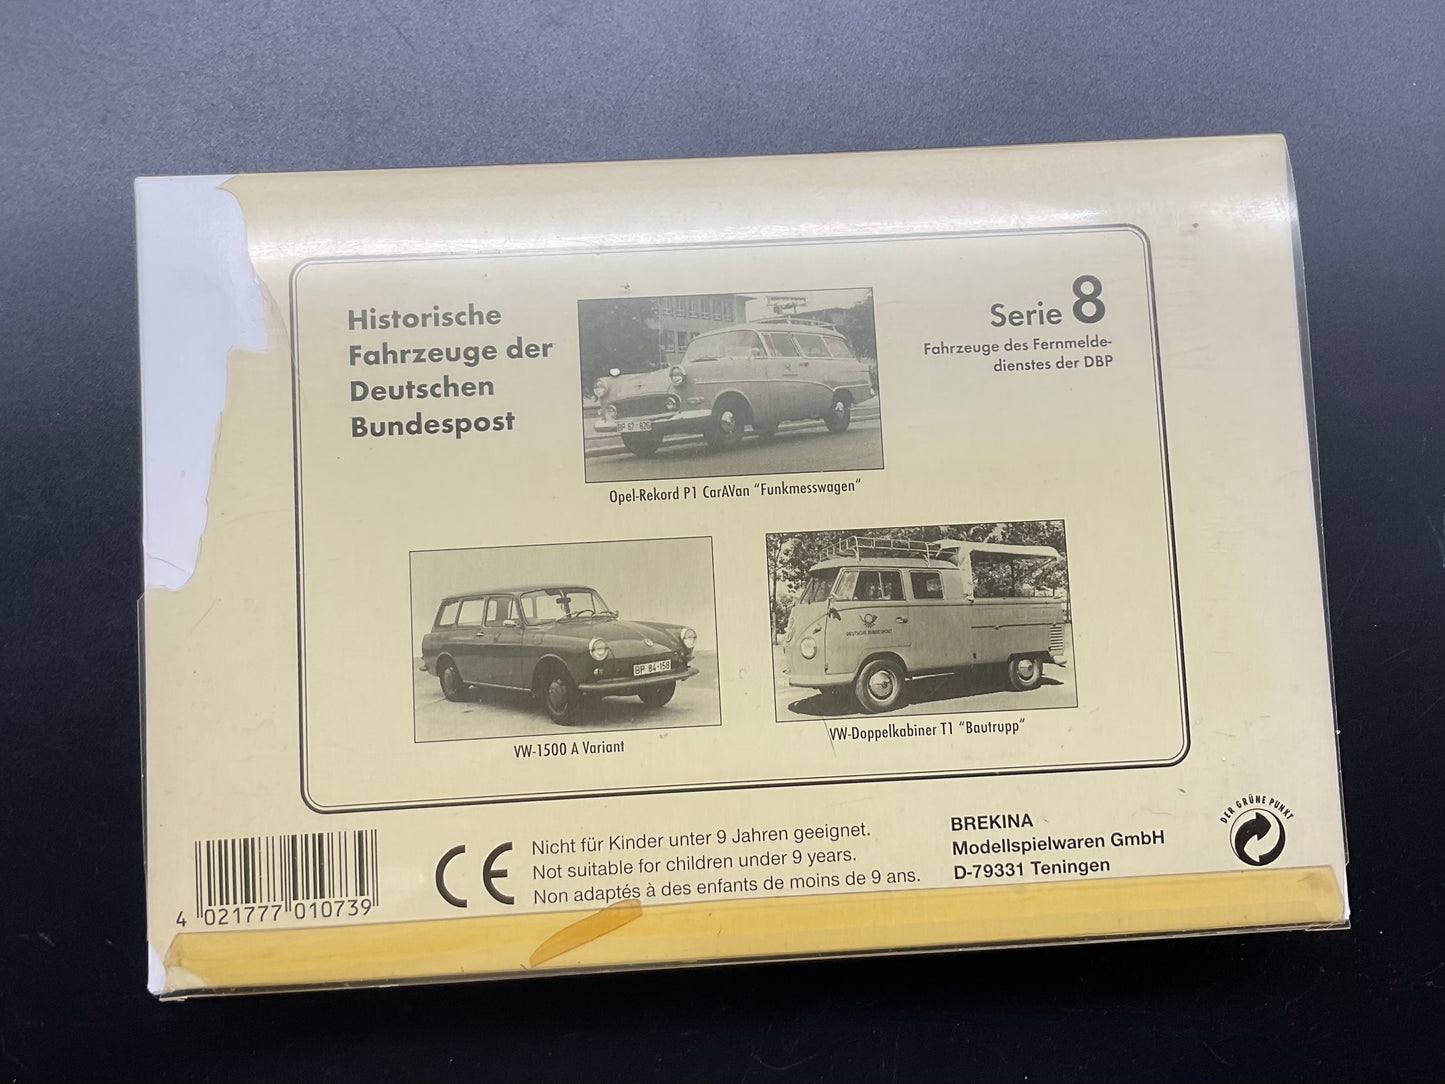 Historische
Fahrzeuge der
Deutschen
Bundespost
Serie 8
Fahrzeuge des Fernmelde-
dienstes der DBP
BP 67-826
Opel-Rekord P1 CarAVan "Funkmesswagen"
BP 84-158
VW-1500 A Variant
DEUTSCHE BUNDESPOST
VW-Doppelkabiner T1 "Bautrupp"
4 021777 010739
CE
Nicht für Kinder unter 9 Jahren geeignet.
Not suitable for children under 9 years.
Non adaptés à des enfants de moins de 9 ans.
BREKINA
Modellspielwaren GmbH
D-79331 Teningen
DER GRÜNE PUNKT